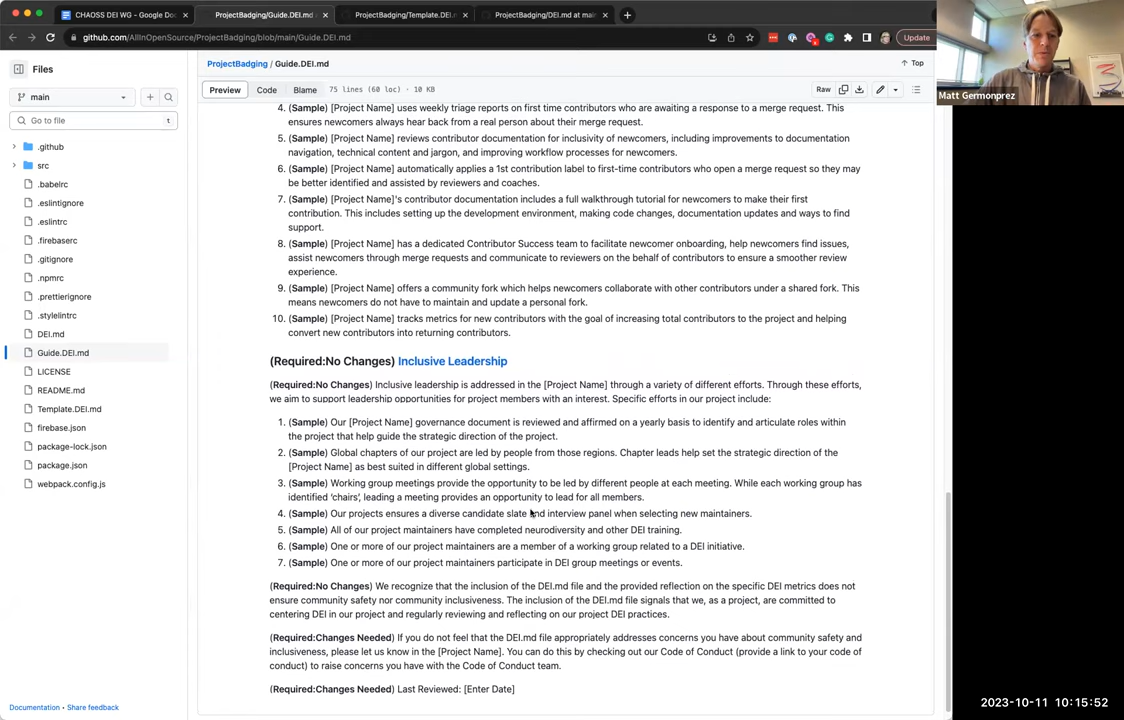 CHAOSS DEI WG - Google Do
ProjectBadging/Guide.DEI.md a
ProjectBadging/Template.DEI.m
ProjectBadging/DEI.md at mai
github.com/AllInOpenSource/ProjectBadging/blob/main/Guide.DEI.md
Update
Matt Germonprez
Files
main
Go to file
t
.github
src
.babelrc
.eslintignore
.eslintrc
.firebaserc
.gitignore
.npmrc
.prettierignore
.stylelintrc
DEI.md
Guide.DEI.md
LICENSE
README.md
Template.DEI.md
firebase.json
package-lock.json
package.json
webpack.config.js
Documentation • Share feedback
ProjectBadging / Guide.DEI.md
Top
Preview
Code
Blame
75 lines (60 loc) · 10 KB
Raw
4. (Sample) [Project Name] uses weekly triage reports on first time contributors who are awaiting a response to a merge request. This
ensures newcomers always hear back from a real person about their merge request.
5. (Sample) [Project Name] reviews contributor documentation for inclusivity of newcomers, including improvements to documentation
navigation, technical content and jargon, and improving workflow processes for newcomers.
6. (Sample) [Project Name] automatically applies a 1st contribution label to first-time contributors who open a merge request so they may
be better identified and assisted by reviewers and coaches.
7. (Sample) [Project Name]'s contributor documentation includes a full walkthrough tutorial for newcomers to make their first
contribution. This includes setting up the development environment, making code changes, documentation updates and ways to find
support.
8. (Sample) [Project Name] has a dedicated Contributor Success team to facilitate newcomer onboarding, help newcomers find issues,
assist newcomers through merge requests and communicate to reviewers on the behalf of contributors to ensure a smoother review
experience.
9. (Sample) [Project Name] offers a community fork which helps newcomers collaborate with other contributors under a shared fork. This
means newcomers do not have to maintain and update a personal fork.
10. (Sample) [Project Name] tracks metrics for new contributors with the goal of increasing total contributors to the project and helping
convert new contributors into returning contributors.
(Required:No Changes) Inclusive Leadership
(Required:No Changes) Inclusive leadership is addressed in the [Project Name] through a variety of different efforts. Through these efforts,
we aim to support leadership opportunities for project members with an interest. Specific efforts in our project include:
1. (Sample) Our [Project Name] governance document is reviewed and affirmed on a yearly basis to identify and articulate roles within
the project that help guide the strategic direction of the project.
2. (Sample) Global chapters of our project are led by people from those regions. Chapter leads help set the strategic direction of the
[Project Name] as best suited in different global settings.
3. (Sample) Working group meetings provide the opportunity to be led by different people at each meeting. While each working group has
identified 'chairs', leading a meeting provides an opportunity to lead for all members.
4. (Sample) Our projects ensures a diverse candidate slate and interview panel when selecting new maintainers.
5. (Sample) All of our project maintainers have completed neurodiversity and other DEI training.
6. (Sample) One or more of our project maintainers are a member of a working group related to a DEI initiative.
7. (Sample) One or more of our project maintainers participate in DEI group meetings or events.
(Required:No Changes) We recognize that the inclusion of the DEI.md file and the provided reflection on the specific DEI metrics does not
ensure community safety nor community inclusiveness. The inclusion of the DEI.md file signals that we, as a project, are committed to
centering DEI in our project and regularly reviewing and reflecting on our project DEI practices.
(Required:Changes Needed) If you do not feel that the DEI.md file appropriately addresses concerns you have about community safety and
inclusiveness, please let us know in the [Project Name]. You can do this by checking out our Code of Conduct (provide a link to your code of
conduct) to raise concerns you have with the Code of Conduct team.
(Required:Changes Needed) Last Reviewed: [Enter Date]
2023-10-11 10:15:52